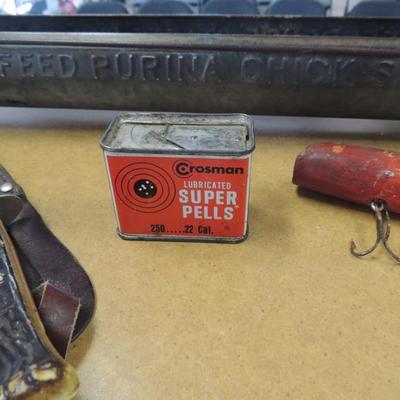 FEED PURINA CHICK S
Crosman
LUBRICATED
SUPER
PELLS
250.....22 Cal.